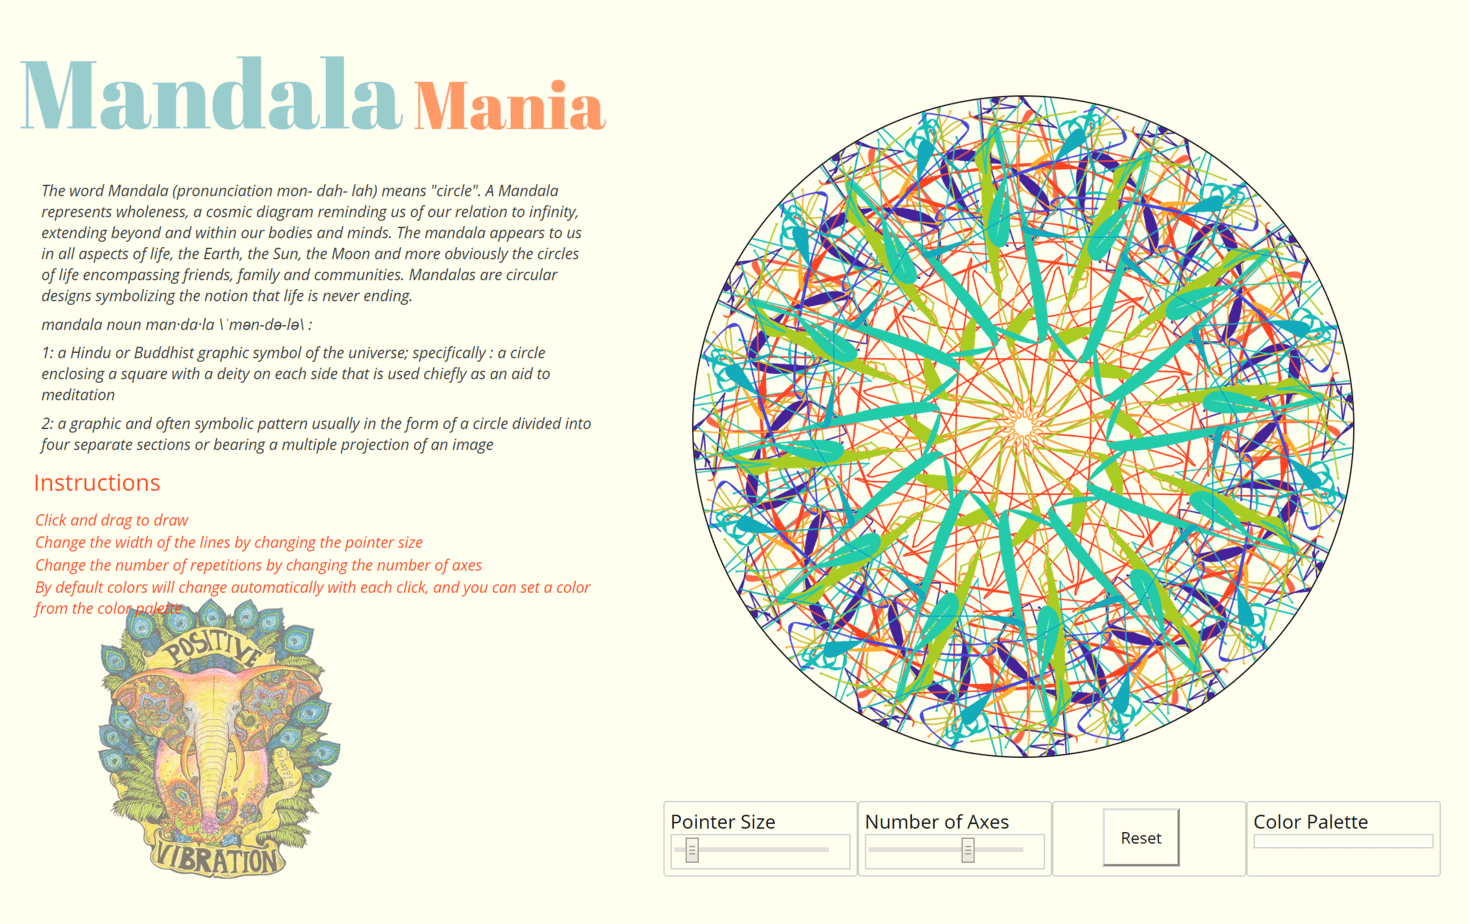 Mandala Mania
The word Mandala (pronunciation mon- dah- lah) means "circle". A Mandala
represents wholeness, a cosmic diagram reminding us of our relation to infinity,
extending beyond and within our bodies and minds. The mandala appears to us
in all aspects of life, the Earth, the Sun, the Moon and more obviously the circles
of life encompassing friends, family and communities. Mandalas are circular
designs symbolizing the notion that life is never ending.
mandala noun man·da·la \ˈmən-də-lə\ :
1: a Hindu or Buddhist graphic symbol of the universe; specifically : a circle
enclosing a square with a deity on each side that is used chiefly as an aid to
meditation
2: a graphic and often symbolic pattern usually in the form of a circle divided into
four separate sections or bearing a multiple projection of an image
Instructions
Click and drag to draw
Change the width of the lines by changing the pointer size
Change the number of repetitions by changing the number of axes
By default colors will change automatically with each click, and you can set a color
from the color palette
POSITIVE
VIBRATION
Pointer Size
Number of Axes
Reset
Color Palette